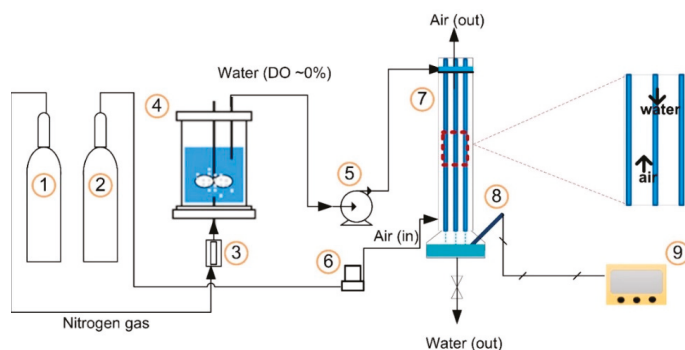 Air (out)
Water (DO ~0%)
4
7
water
1
2
5
8
air
3
Air (in)
6
9
Nitrogen gas
Water (out)